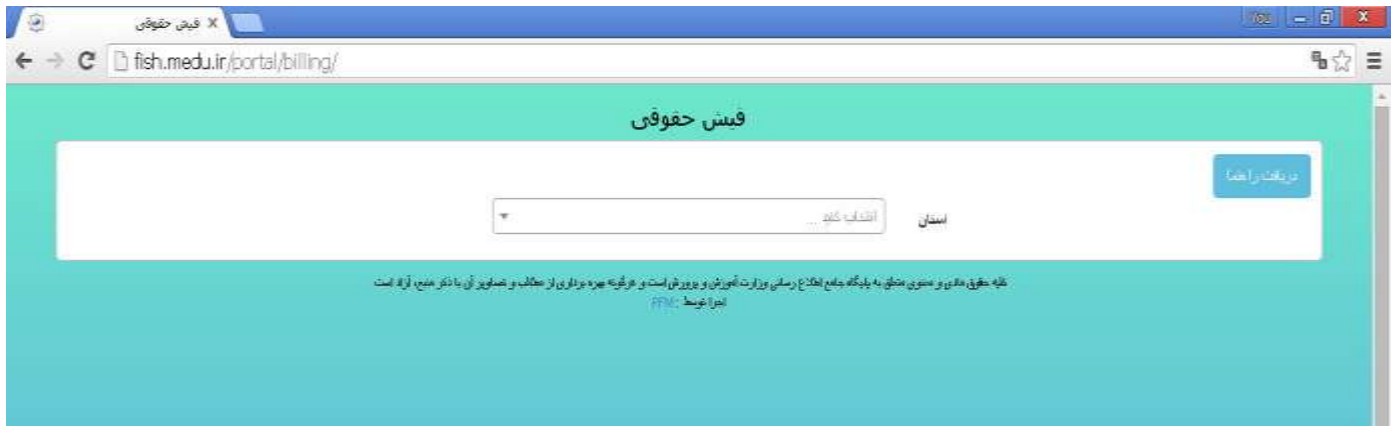 فیش حقوقی
You
fish.medu.ir/portal/billing/
فیش حقوقی
دریافت راهنما
استان
انتخاب کنید ...
کلیه حقوق مادی و معنوی متعلق به پایگاه جامع اطلاع رسانی وزارت آموزش و پرورش است و هرگونه بهره برداری از مطالب و تصاویر آن با ذکر منبع، آزاد است
اجرا توسط :